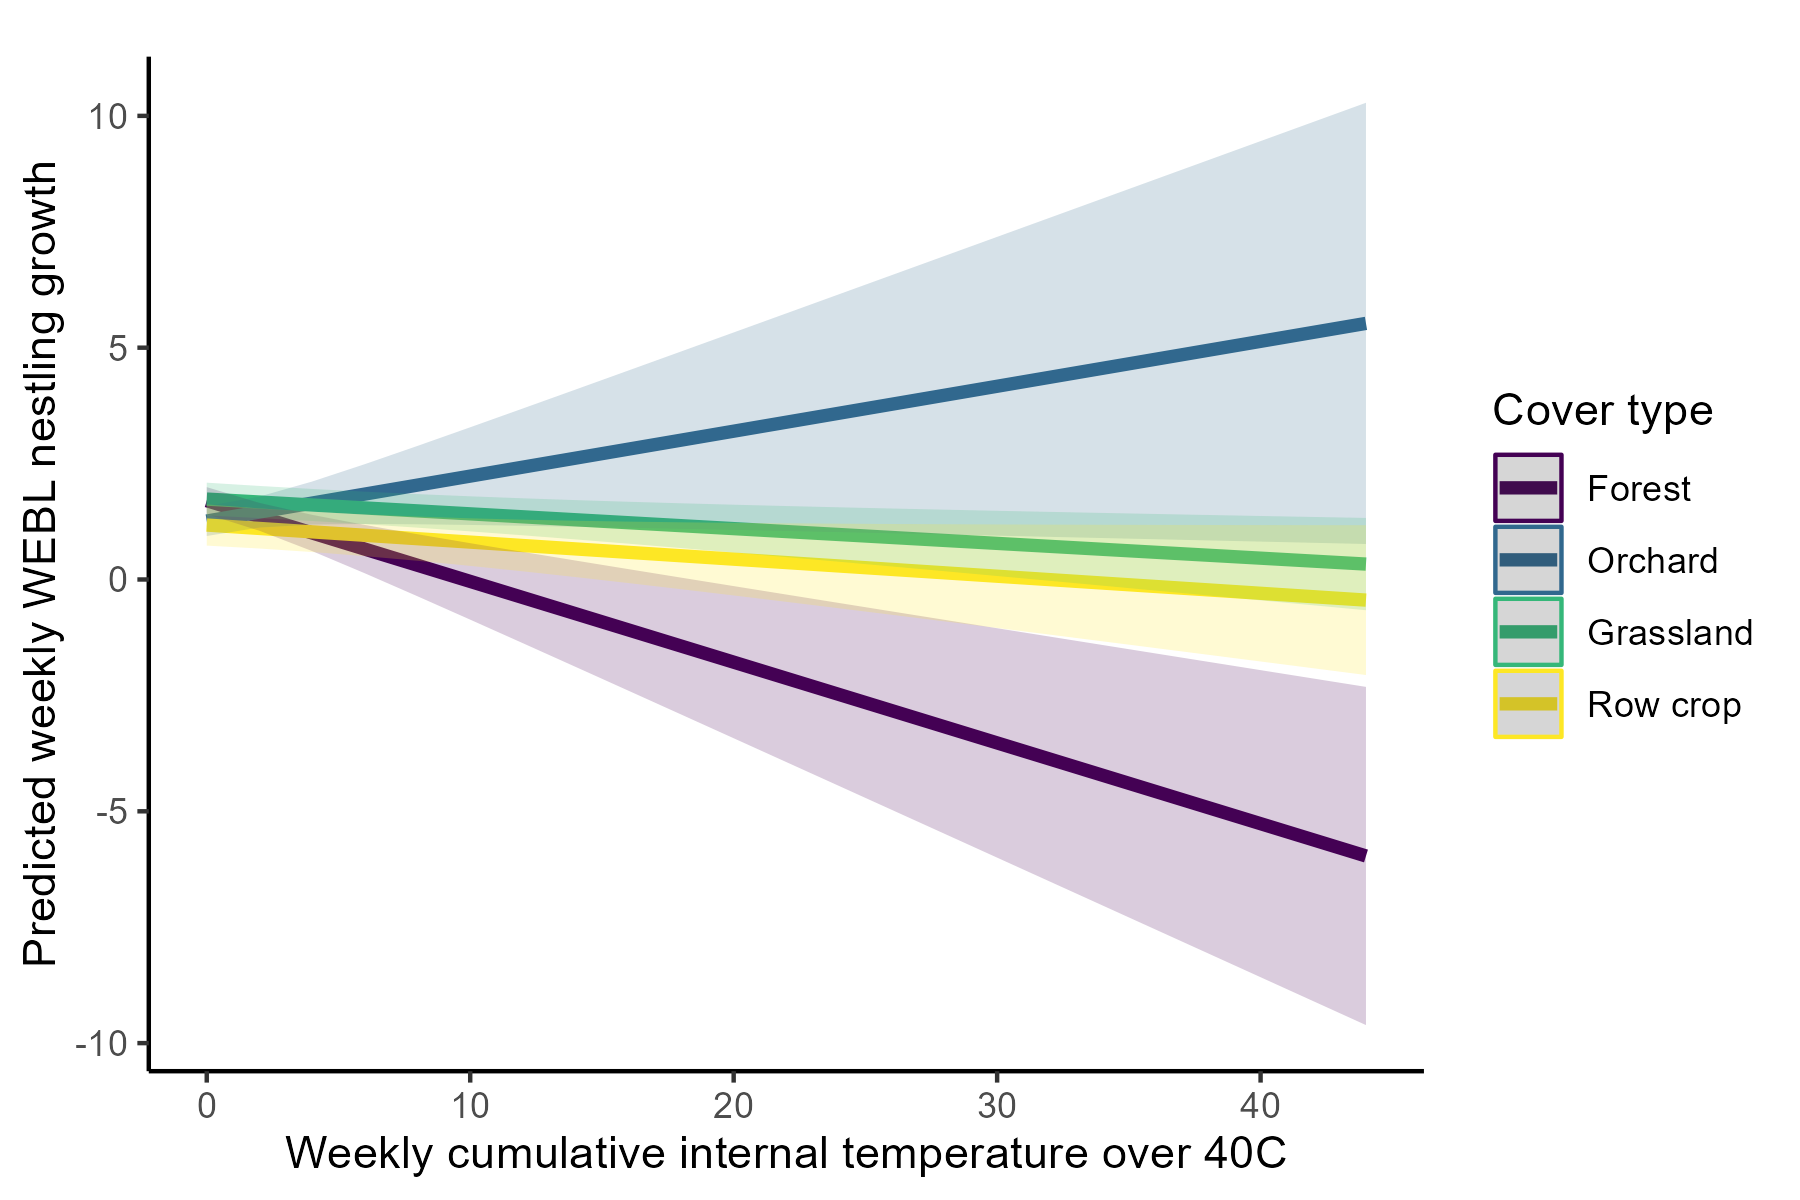 Predicted weekly WEBL nestling growth
10
5
0
-5
-10
0 10 20 30 40
Weekly cumulative internal temperature over 40C
Cover type
Forest
Orchard
Grassland
Row crop